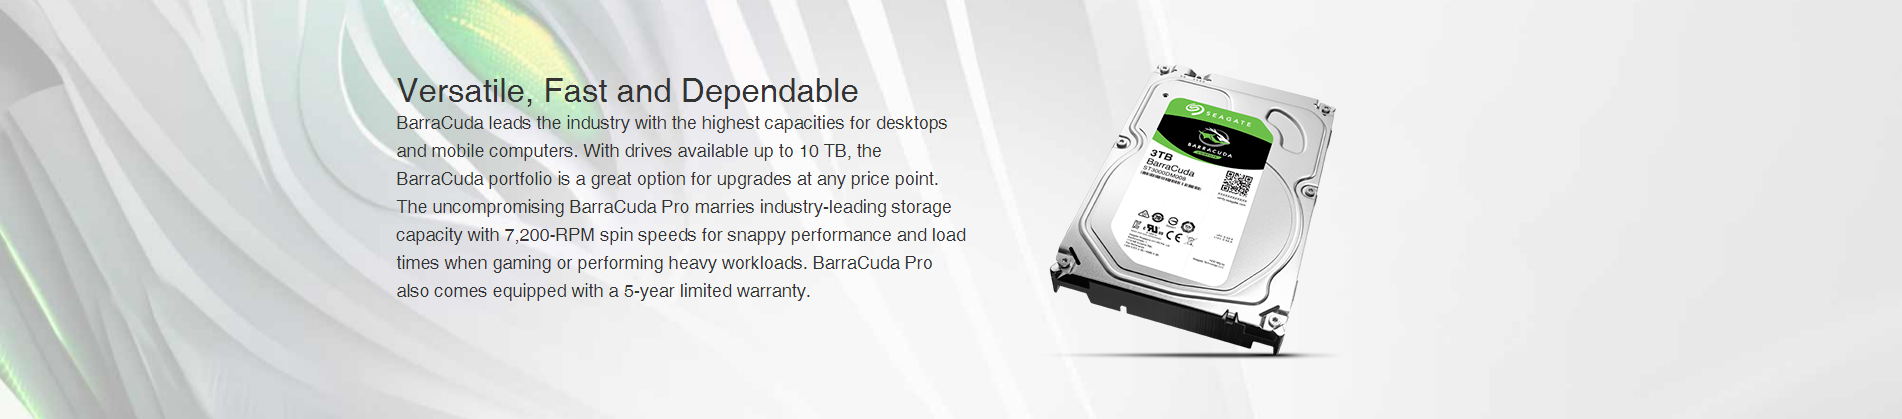 Versatile, Fast and Dependable
BarraCuda leads the industry with the highest capacities for desktops
and mobile computers. With drives available up to 10 TB, the
BarraCuda portfolio is a great option for upgrades at any price point.
The uncompromising BarraCuda Pro marries industry-leading storage
capacity with 7,200-RPM spin speeds for snappy performance and load
times when gaming or performing heavy workloads. BarraCuda Pro
also comes equipped with a 5-year limited warranty.
SEAGATE
BARRACUDA
3TB
BarraCuda
ST3000DM008